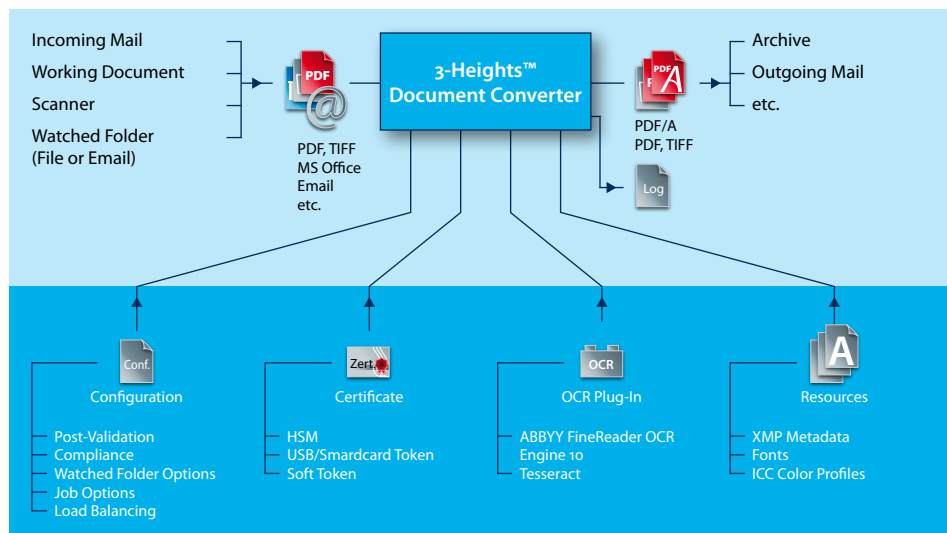 Incoming Mail
Working Document
Scanner
Watched Folder
(File or Email)
PDF
@
PDF, TIFF
MS Office
Email
etc.
3-Heights™
Document Converter
PDF
A
PDF/A
PDF, TIFF
Log
Archive
Outgoing Mail
etc.
Conf.
Configuration
Post-Validation
Compliance
Watched Folder Options
Job Options
Load Balancing
Zert.
Certificate
HSM
USB/Smardcard Token
Soft Token
OCR
OCR Plug-In
ABBYY FineReader OCR
Engine 10
Tesseract
A
Resources
XMP Metadata
Fonts
ICC Color Profiles